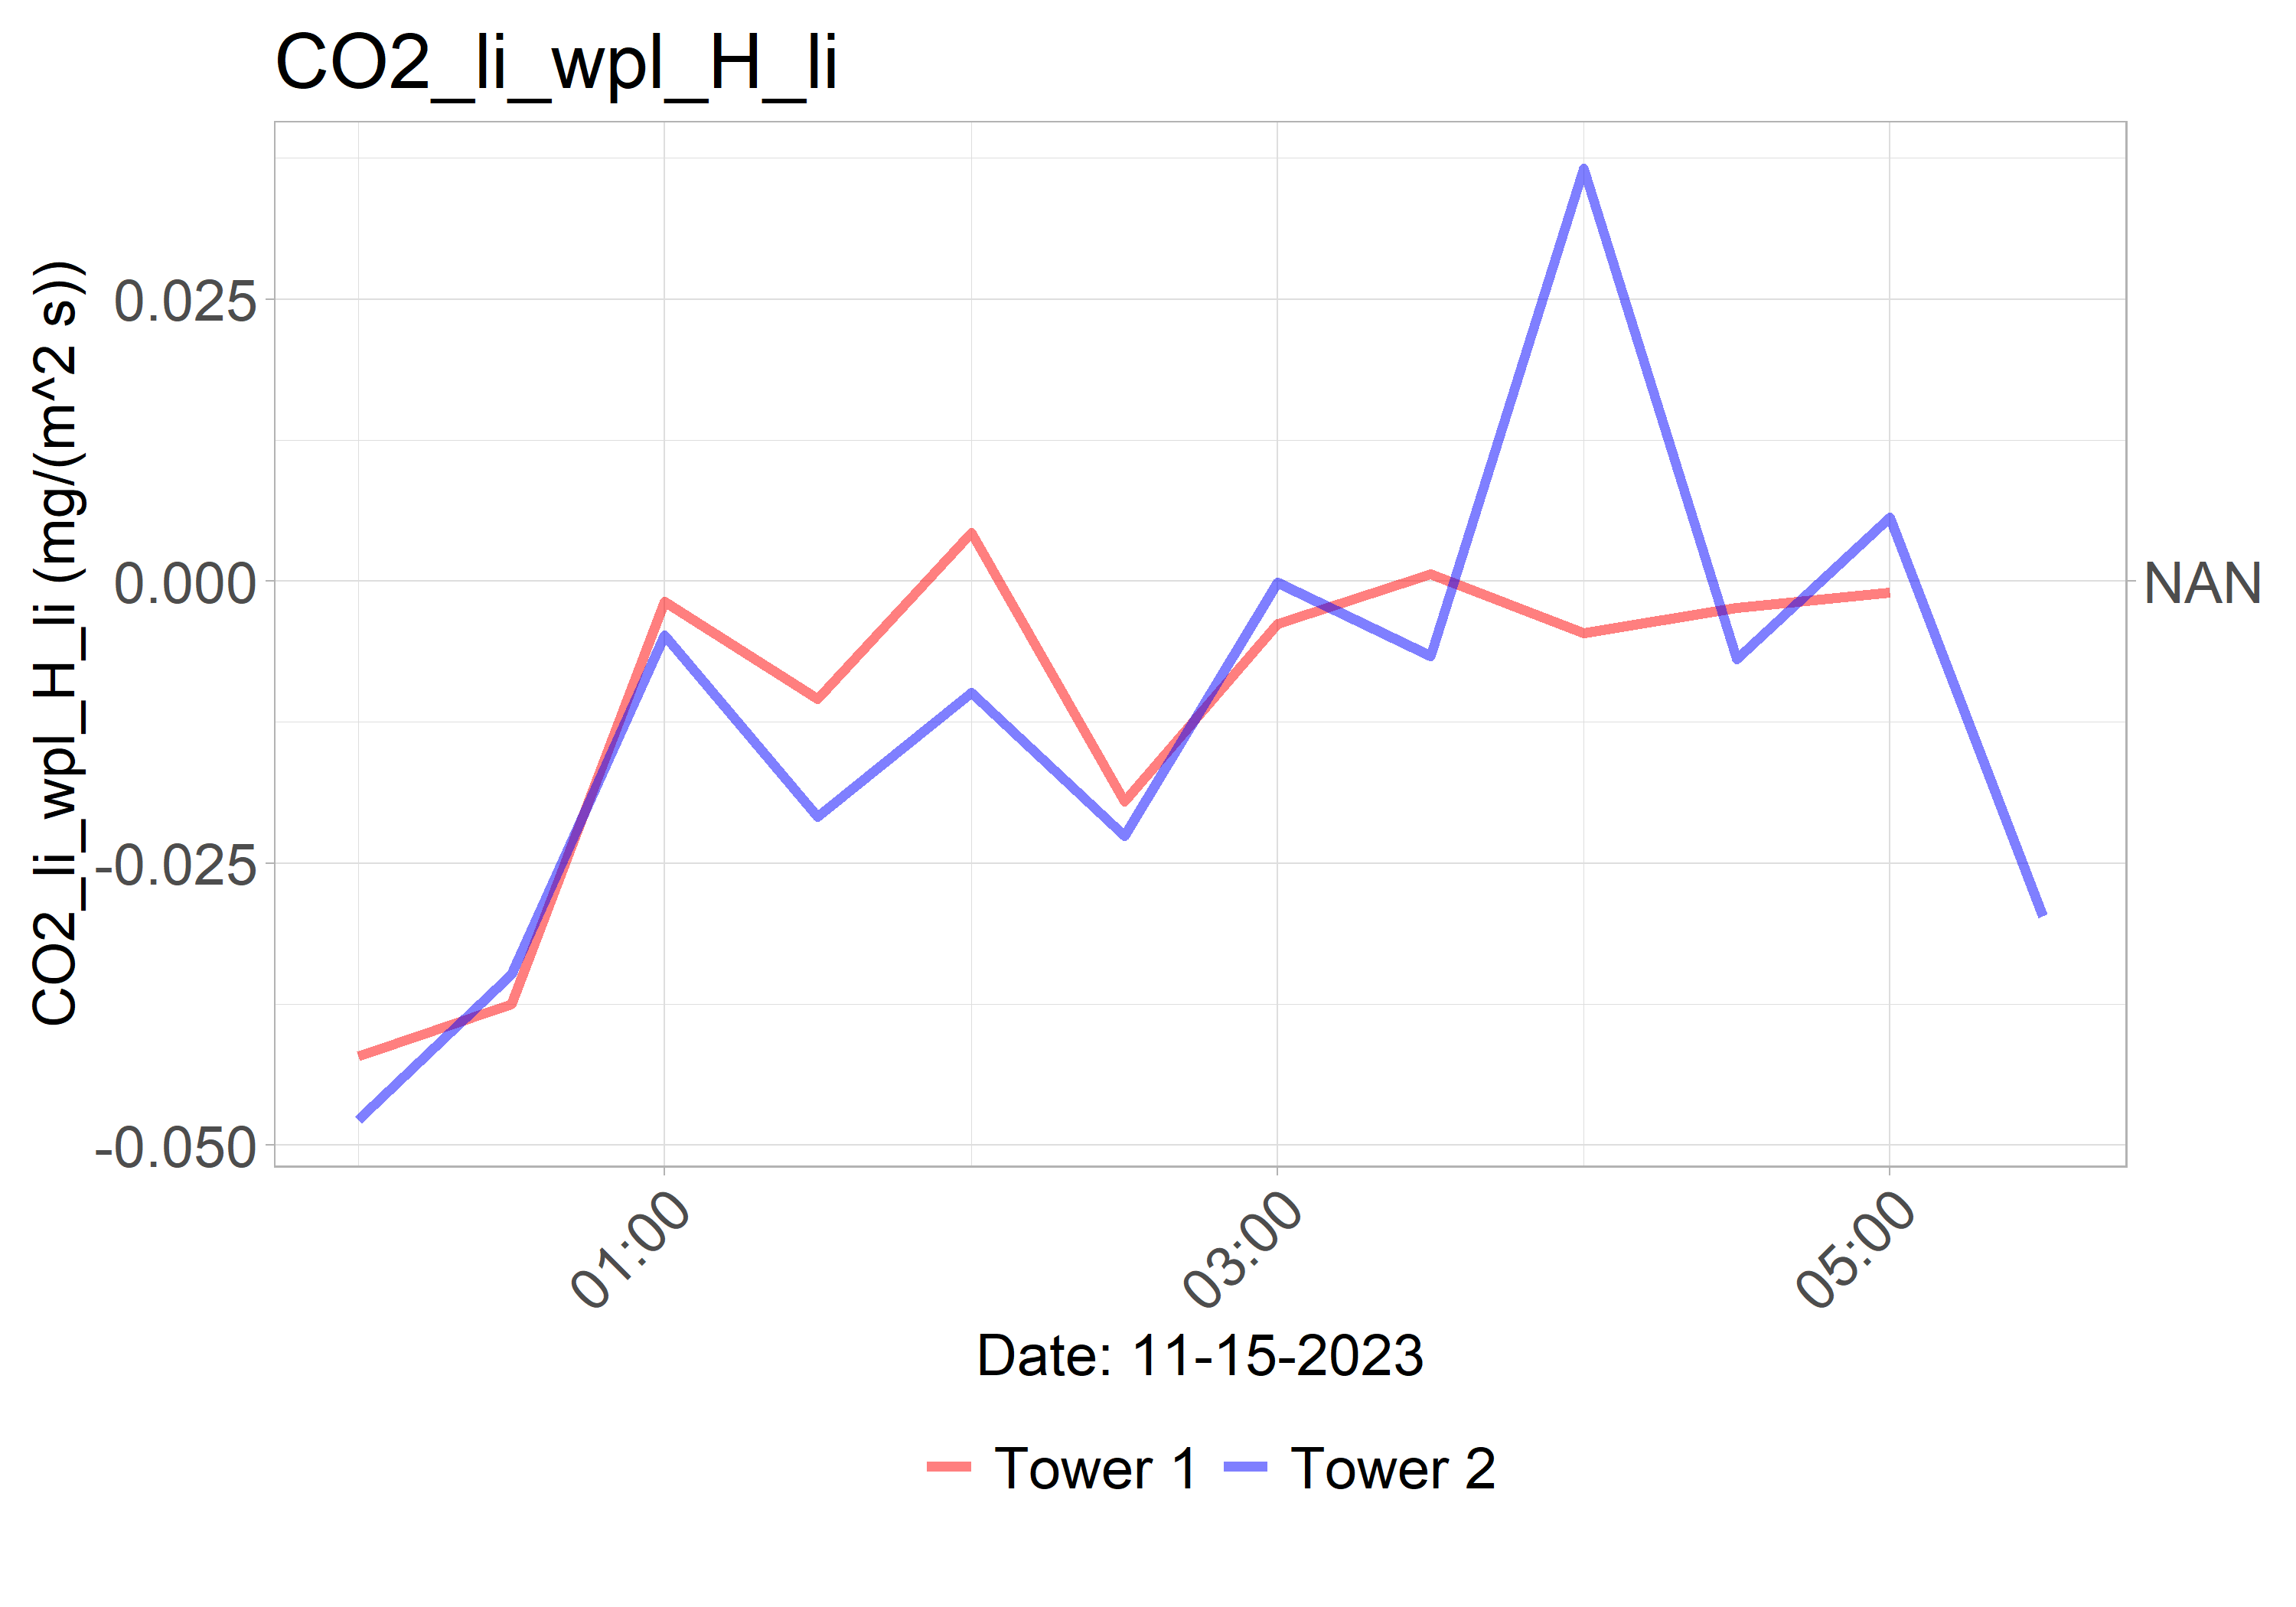 CO2_li_wpl_H_li
CO2_li_wpl_H_li (mg/(m^2 s))
0.025
0.000
-0.025
-0.050
NAN
01:00
03:00
05:00
Date: 11-15-2023
Tower 1
Tower 2